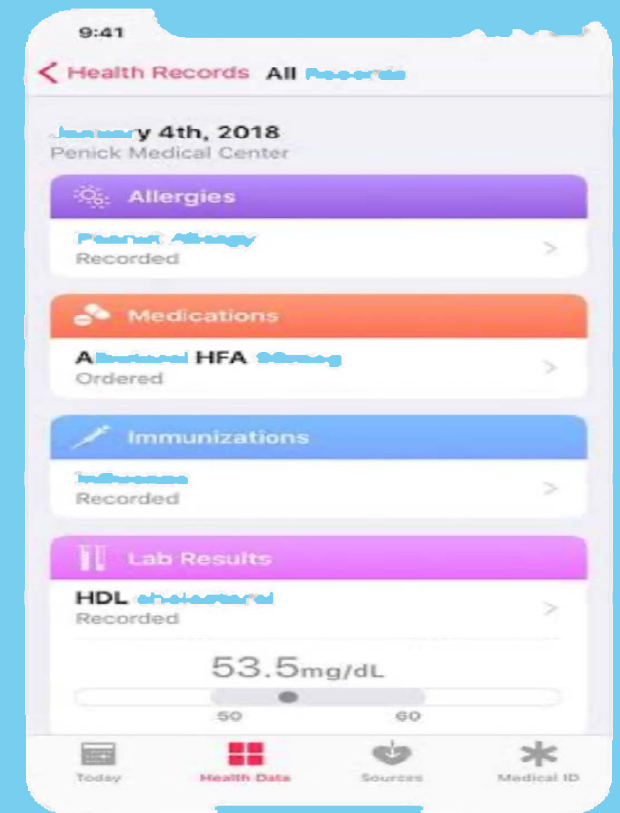 9:41
Health Records All
4th, 2018
Penick Medical Center
Allergies
Recorded
Medications
HFA
Ordered
Immunizations
Recorded
Lab Results
HDL
Recorded
53.5mg/dL
50 60
Today Health Data Sources Medical ID